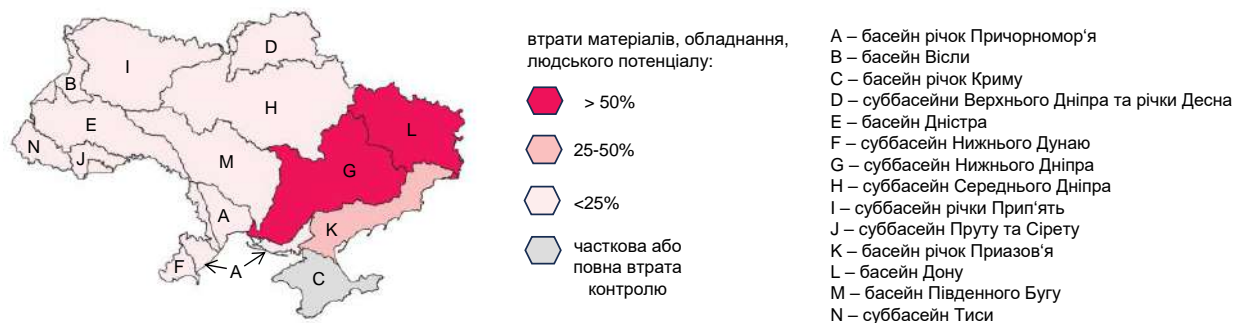 D
I
B
H
E
L
N
J
M
G
A
K
F
A
C
втрати матеріалів, обладнання,
людського потенціалу:
> 50%
25-50%
<25%
часткова або
повна втрата
контролю
A – басейн річок Причорномор‘я
B – басейн Вісли
C – басейн річок Криму
D – суббасейни Верхнього Дніпра та річки Десна
E – басейн Дністра
F – суббасейн Нижнього Дунаю
G – суббасейн Нижнього Дніпра
H – суббасейн Середнього Дніпра
I – суббасейн річки Прип‘ять
J – суббасейн Пруту та Сірету
K – басейн річок Приазов‘я
L – басейн Дону
M – басейн Південного Бугу
N – суббасейн Тиси